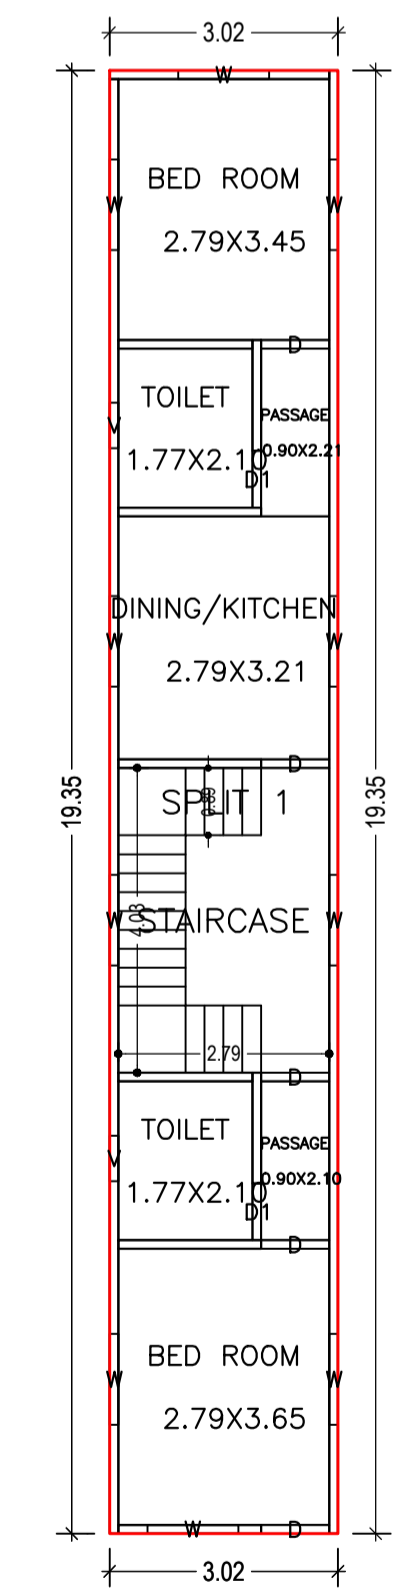 3.02
W
BED ROOM
W
W
2.79X3.45
D
TOILET
PASSAGE
V
0.90X2.21
1.77X2.10
D1
DINING/KITCHEN
W
W
2.79X3.21
D
19.35
19.35
SPLIT 1
0.89
W
STAIRCASE
W
4.03
2.79
D
TOILET
PASSAGE
V
0.90X2.10
1.77X2.10
D1
D
BED ROOM
W
W
2.79X3.65
W
D
3.02